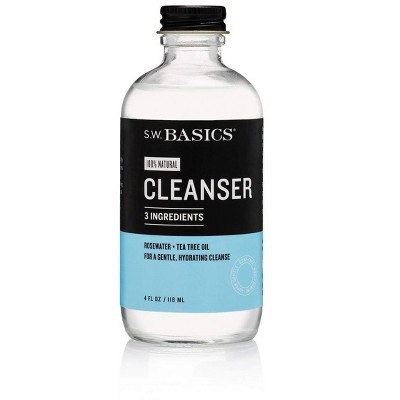 S.W. BASICS®
100% NATURAL
CLEANSER
3 INGREDIENTS
ROSEWATER + TEA TREE OIL
FOR A GENTLE, HYDRATING CLEANSE
4 FL OZ / 118 ML